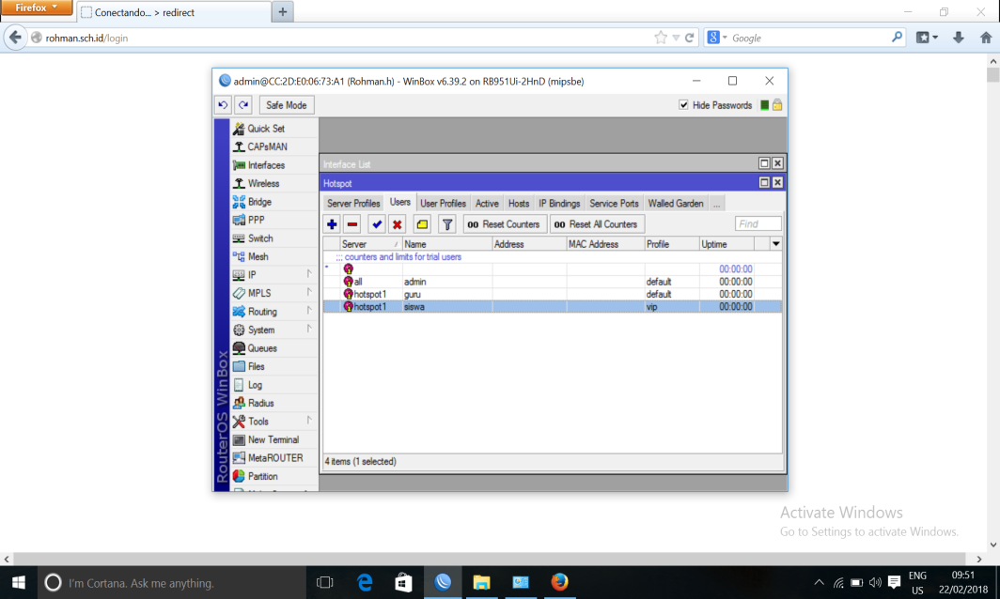 Firefox
Conectando... > redirect
+
rohman.sch.id/login
Google
admin@CC:2D:E0:06:73:A1 (Rohman.h) - WinBox v6.39.2 on RB951Ui-2HnD (mipsbe)
Safe Mode
Hide Passwords
RouterOS WinBox
Quick Set
CAPsMAN
Interfaces
Wireless
Bridge
PPP
Switch
Mesh
IP
MPLS
Routing
System
Queues
Files
Log
Radius
Tools
New Terminal
MetaROUTER
Partition
Interface List
Hotspot
Server Profiles Users User Profiles Active Hosts IP Bindings Service Ports Walled Garden ...
00 Reset Counters 00 Reset All Counters Find
Server Name Address MAC Address Profile Uptime
;;; counters and limits for trial users
* 00:00:00
all admin default 00:00:00
hotspot1 guru default 00:00:00
hotspot1 siswa vip 00:00:00
4 items (1 selected)
Activate Windows
Go to Settings to activate Windows.
I'm Cortana. Ask me anything.
ENG
US
09:51
22/02/2018